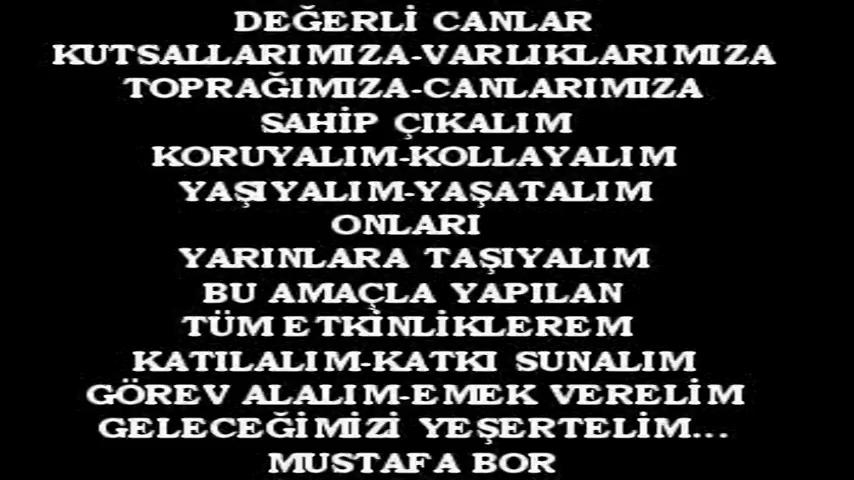 DEĞERLİ CANLAR
KUTSALLARIMIZA-VARLIKLARIMIZA
TOPRAĞIMIZA-CANLARIMIZA
SAHİP ÇIKALIM
KORUYALIM-KOLLAYALIM
YAŞIYALIM-YAŞATALIM
ONLARI
YARINLARA TAŞIYALIM
BU AMAÇLA YAPILAN
TÜM ETKİNLİKLEREM
KATILALIM-KATKI SUNALIM
GÖREV ALALIM-EMEK VERELİM
GELECEĞİMİZİ YEŞERTELİM...
MUSTAFA BOR